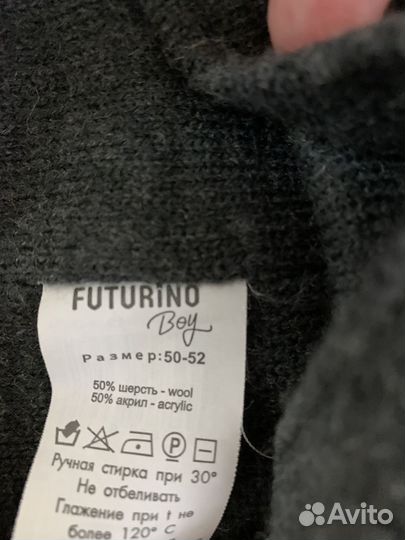 FUTURiNO
Boy
Размер:50-52
50% шерсть - wool
50% акрил - acrylic
P
Ручная стирка при 30°
Не отбеливать
Глажение при t не
более 120° C
Avito